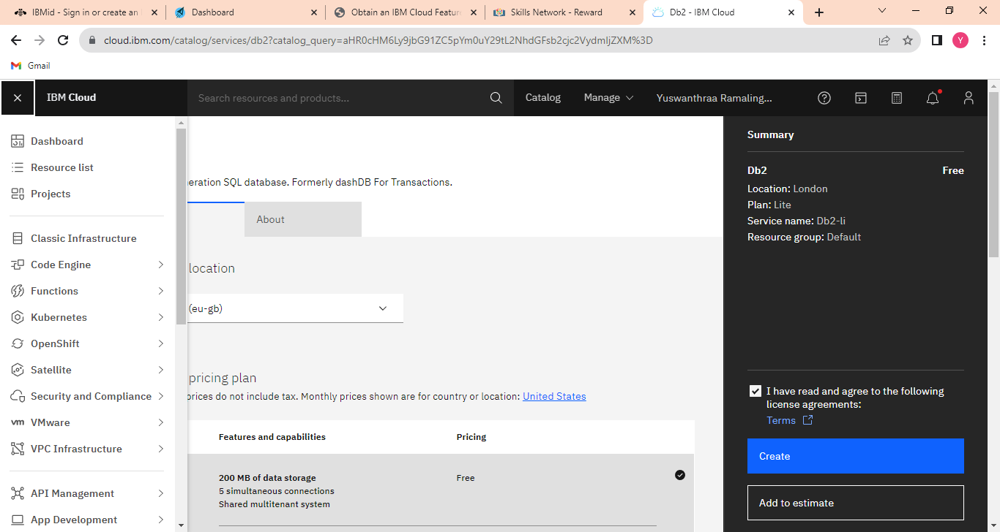 IBMid - Sign in or create an
Dashboard
Obtain an IBM Cloud Featur
Skills Network - Reward
Db2 - IBM Cloud
cloud.ibm.com/catalog/services/db2?catalog_query=aHR0cHM6Ly9jbG91ZC5pYm0uY29tL2NhdGFsb2cjc2VydmljZXM%3D
Y
Gmail
IBM Cloud
Search resources and products...
Catalog
Manage
Yuswanthraa Ramaling...
Dashboard
Resource list
Projects
Classic Infrastructure
Code Engine
Functions
Kubernetes
OpenShift
Satellite
Security and Compliance
vm VMware
VPC Infrastructure
API Management
App Development
eration SQL database. Formerly dashDB For Transactions.
About
location
(eu-gb)
pricing plan
prices do not include tax. Monthly prices shown are for country or location: United States
Features and capabilities
Pricing
200 MB of data storage
Free
5 simultaneous connections
Shared multitenant system
Summary
Db2
Free
Location: London
Plan: Lite
Service name: Db2-li
Resource group: Default
I have read and agree to the following
license agreements:
Terms
Create
Add to estimate